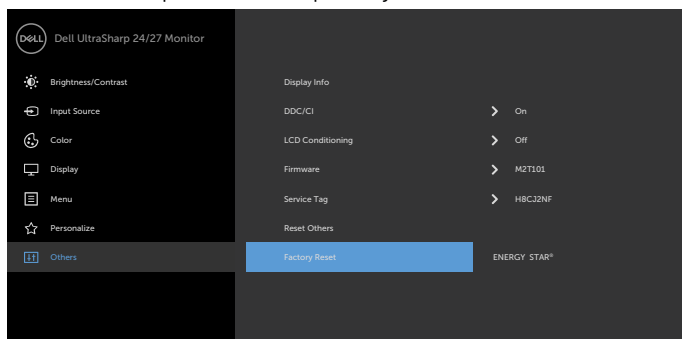 DELL Dell UltraSharp 24/27 Monitor
Brightness/Contrast Display Info
Input Source DDC/CI On
Color LCD Conditioning Off
Display Firmware M2T101
Menu Service Tag H8CJ2NF
Personalize Reset Others
Others Factory Reset ENERGY STAR®